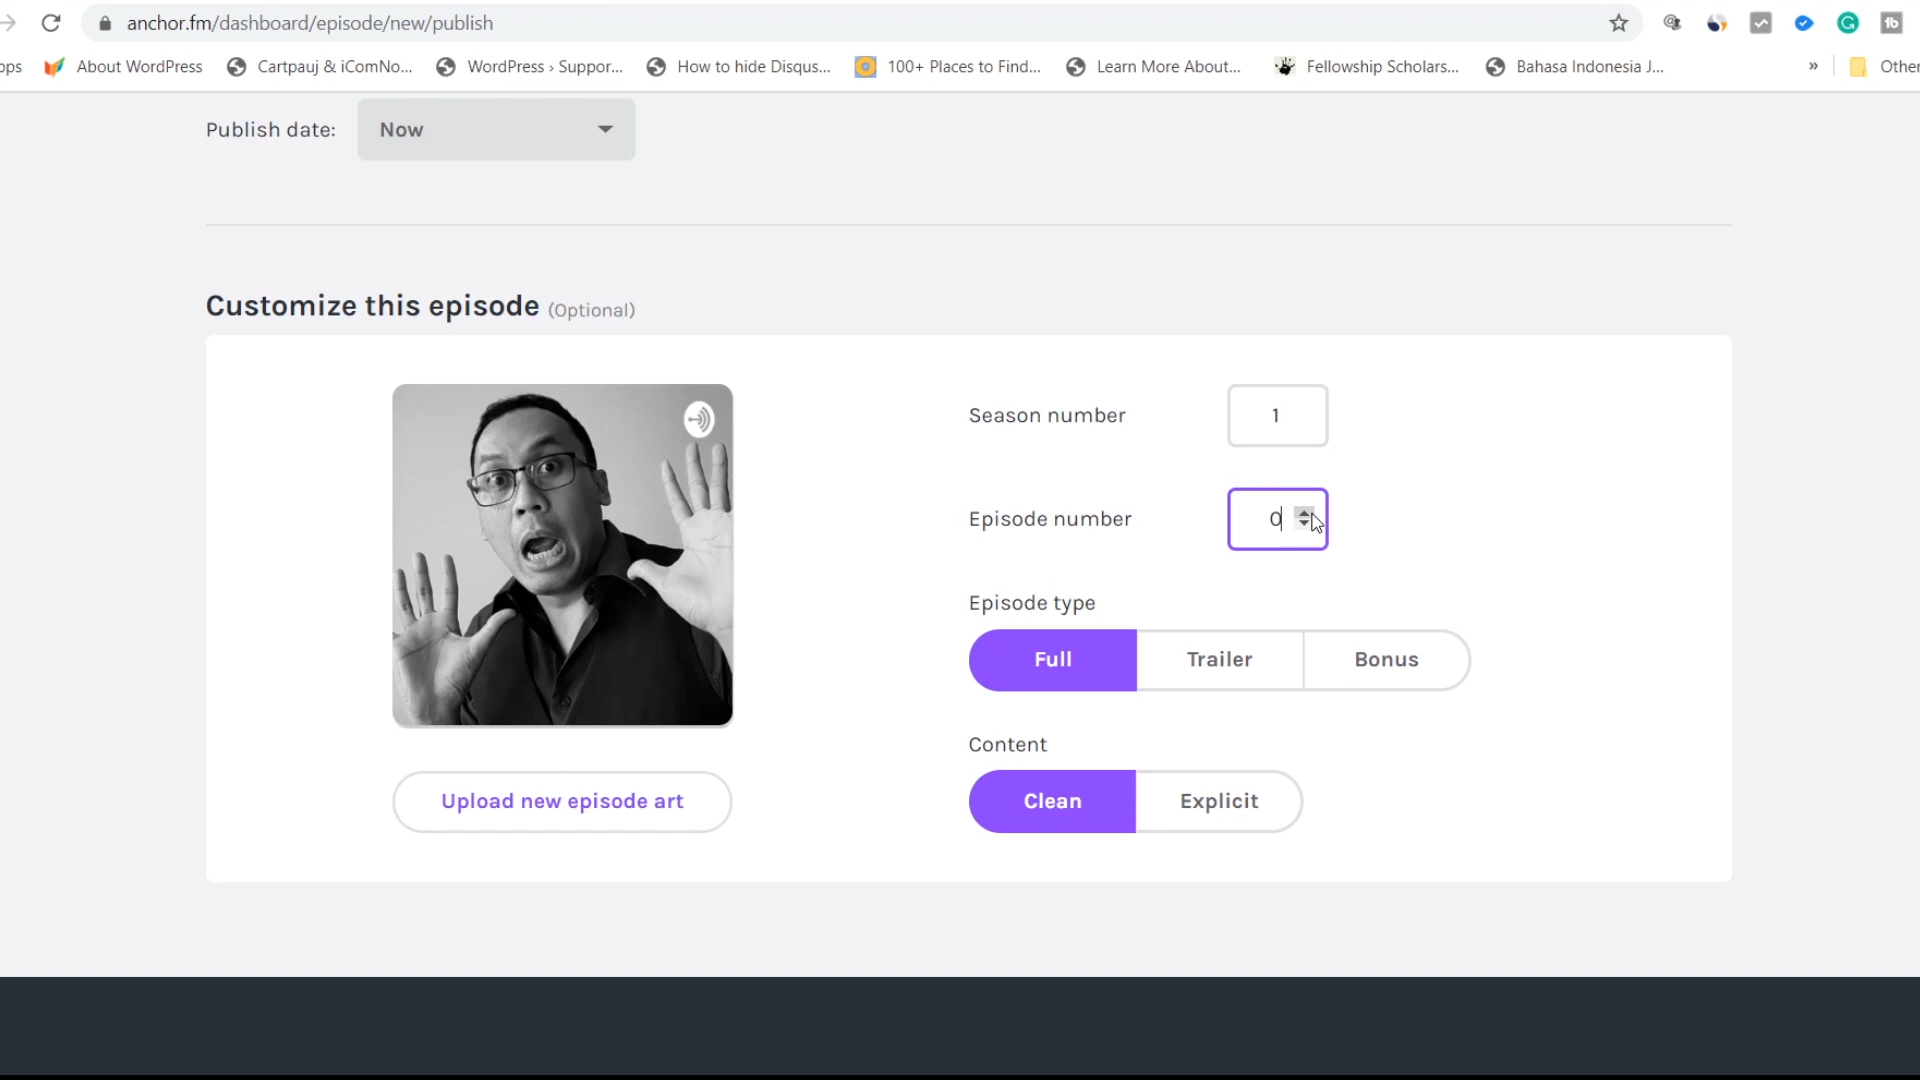 anchor.fm/dashboard/episode/new/publish
ops About WordPress Cartpauj & iComNo... WordPress › Suppor... How to hide Disqus... 100+ Places to Find... Learn More About... Fellowship Scholars... Bahasa Indonesia J... » Other
Publish date: Now
Customize this episode (Optional)
Season number 1
Episode number 0
Episode type
Full Trailer Bonus
Content
Upload new episode art Clean Explicit